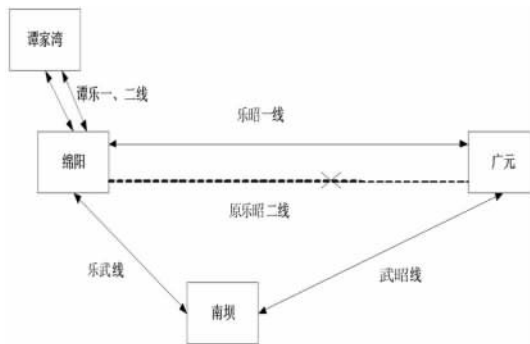 谭家湾
谭乐一、二线
乐昭一线
绵阳
广元
原乐昭二线
乐武线
武昭线
南坝